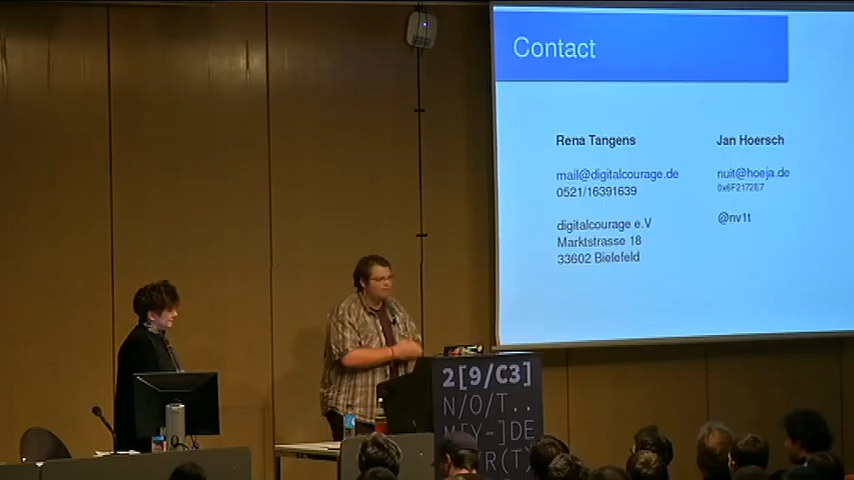 Contact
Rena Tangens
mail@digitalcourage.de
0521/16391639
digitalcourage e.V
Marktstrasse 18
33602 Bielefeld
Jan Hoersch
nuit@hoeja.de
0x6F2172E7
@nv1t
2[9/C3]
N/O/T..
M[Y-]DE